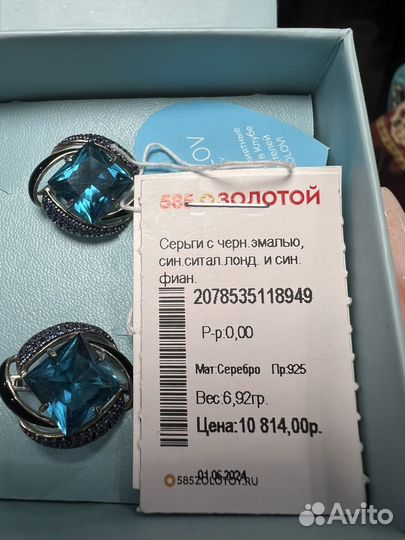 585 ЗОЛОТОЙ
Серьги с черн.эмалью,
син.ситал.лонд. и син.
фиан.
2078535118949
Р-р:0,00
Мат:Серебро Пр:925
Вес:6,92гр.
Цена:10 814,00р.
01.06.2024
585ZOLOTOY.RU
Avito